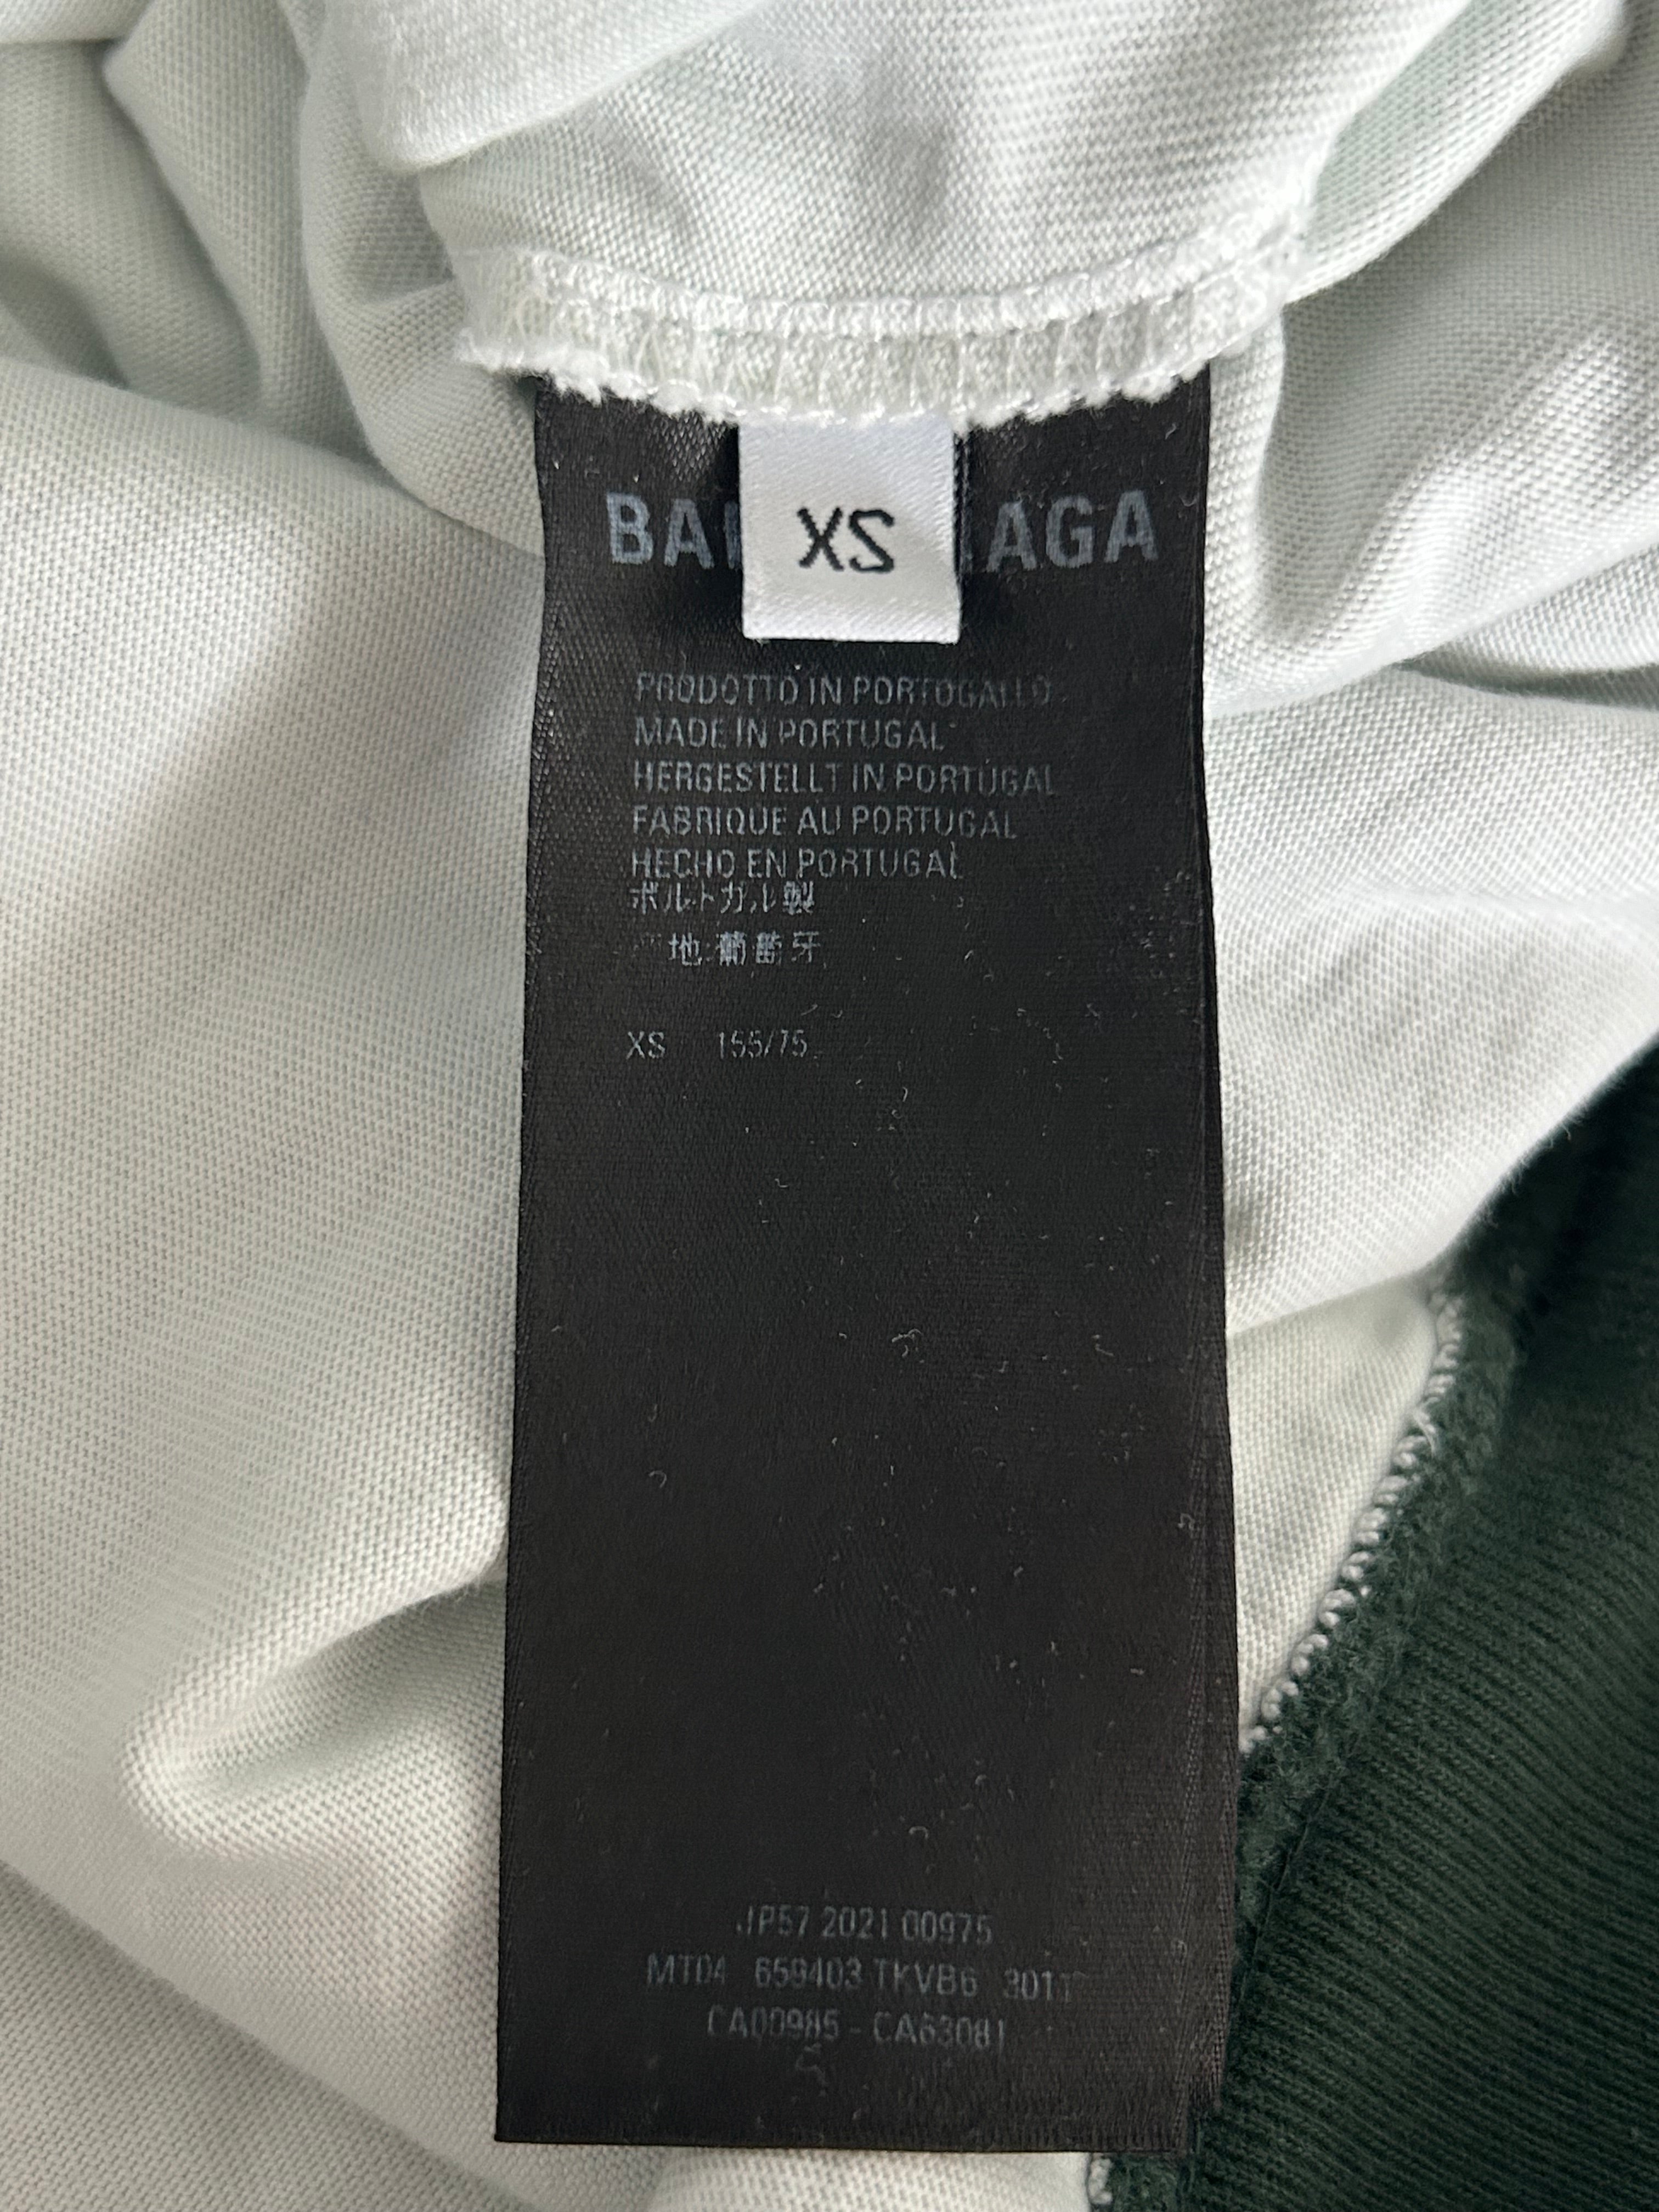 XS
PRODOTTO IN PORTOGALLO
MADE IN PORTUGAL
HERGESTELLT IN PORTUGAL
FABRIQUE AU PORTUGAL
HECHO EN PORTUGAL
ポルトガル製
地:葡萄牙
XS 155/75
JP57 2021 00975
MT04 659403 TKVB6 3011
CA00985 - CA63081